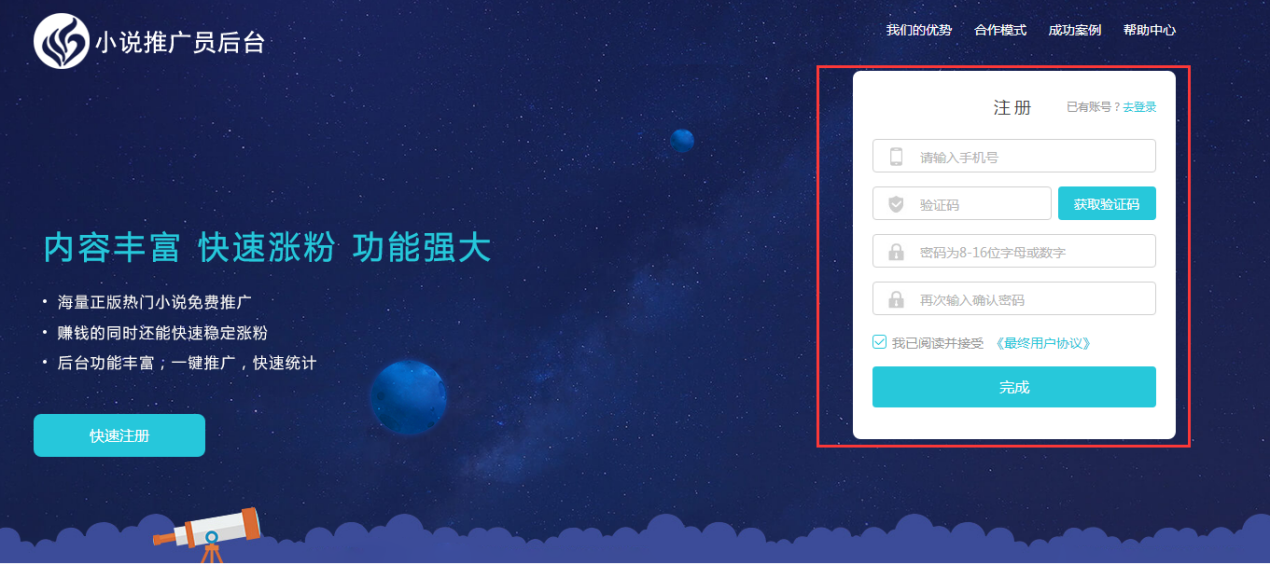 小说推广员后台
我们的优势 合作模式 成功案例 帮助中心
内容丰富 快速涨粉 功能强大
• 海量正版热门小说免费推广
• 赚钱的同时还能快速稳定涨粉
• 后台功能丰富；一键推广，快速统计
快速注册
注册 已有账号？去登录
请输入手机号
验证码 获取验证码
密码为8-16位字母或数字
再次输入确认密码
我已阅读并接受 《最终用户协议》
完成